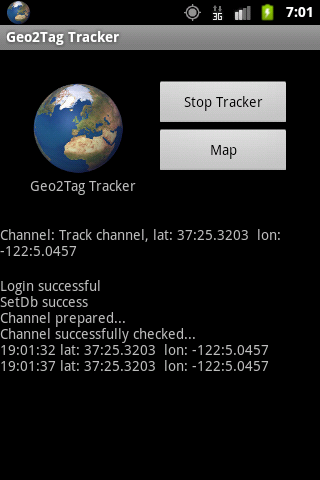 3G 7:01
Geo2Tag Tracker
Stop Tracker
Map
Geo2Tag Tracker
Channel: Track channel, lat: 37:25.3203 lon:
-122:5.0457
Login successful
SetDb success
Channel prepared...
Channel successfully checked...
19:01:32 lat: 37:25.3203 lon: -122:5.0457
19:01:37 lat: 37:25.3203 lon: -122:5.0457